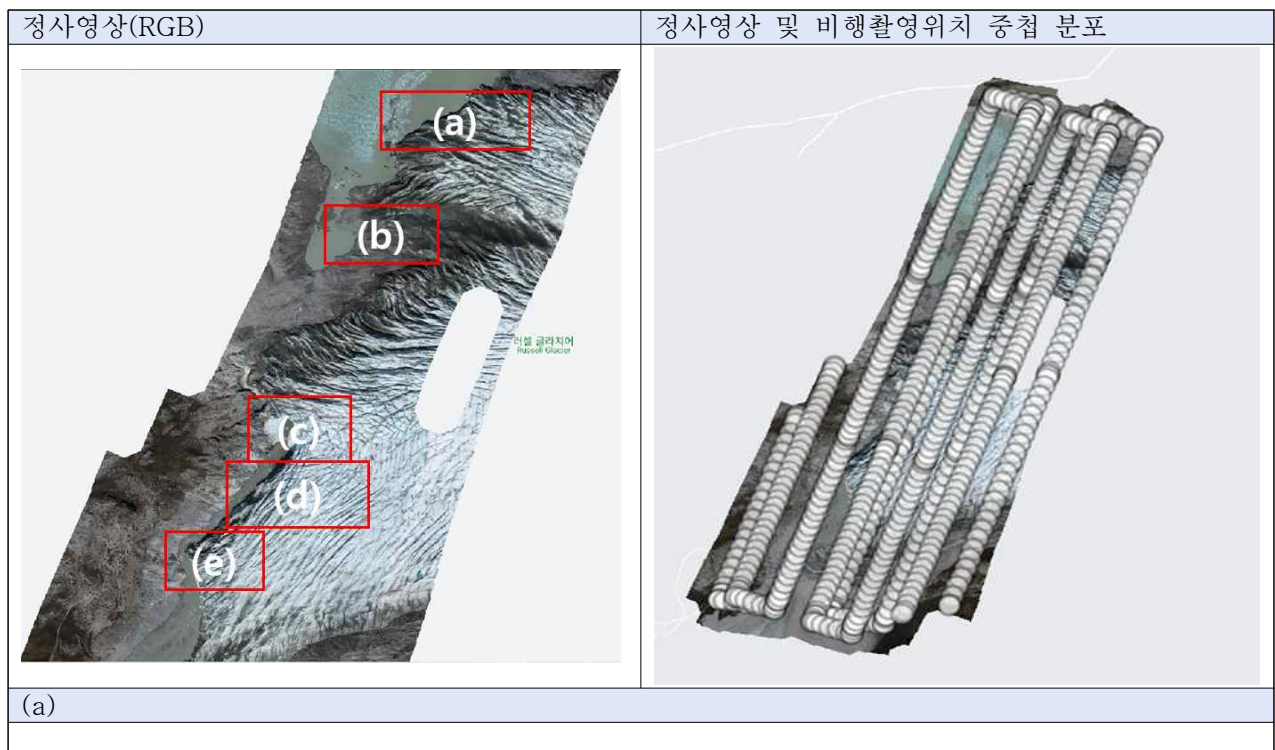 정사영상(RGB)
정사영상 및 비행촬영위치 중첩 분포
(a)
(b)
러셀 글라치어
Russell Glacier
(c)
(d)
(e)
(a)